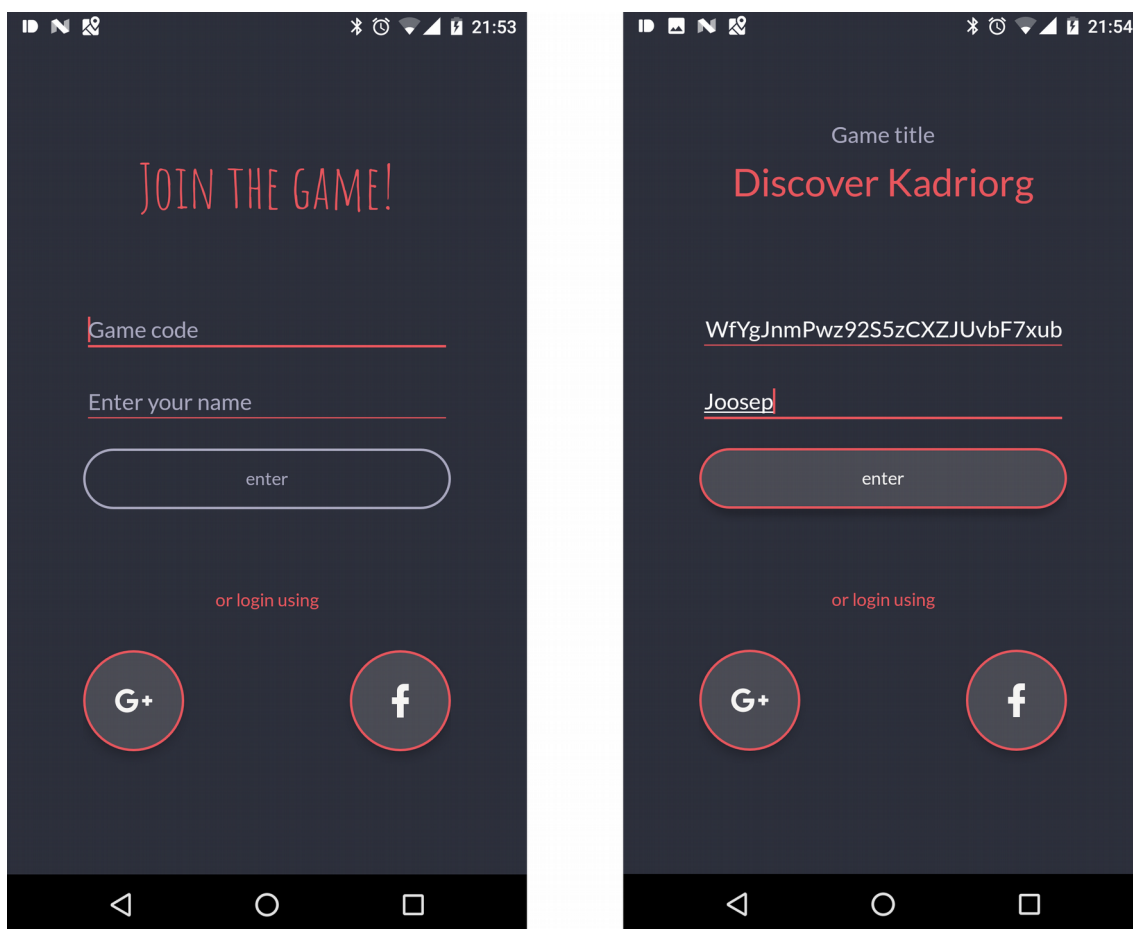 21:53
JOIN THE GAME!
Game code
Enter your name
enter
or login using
G+
f
21:54
Game title
Discover Kadriorg
WfYgJnmPwz92S5zCXZJUvbF7xub
Joosep
enter
or login using
G+
f